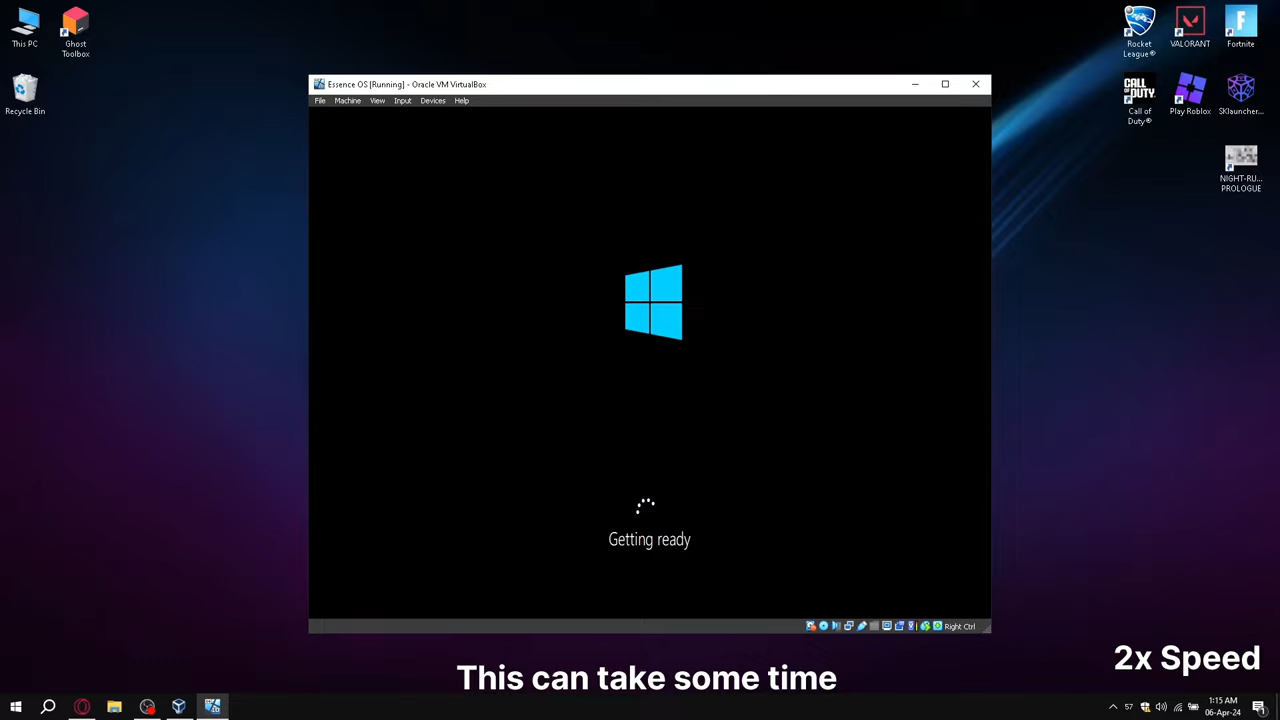 This PC
Ghost
Toolbox
Recycle Bin
Rocket
League®
VALORANT
Fortnite
CALL OF DUTY
Call of
Duty®
Play Roblox
SKlauncher...
NIGHT-RU...
PROLOGUE
Essence OS [Running] - Oracle VM VirtualBox
File
Machine
View
Input
Devices
Help
Getting ready
Right Ctrl
2x Speed
This can take some time
57
1:15 AM
06-Apr-24